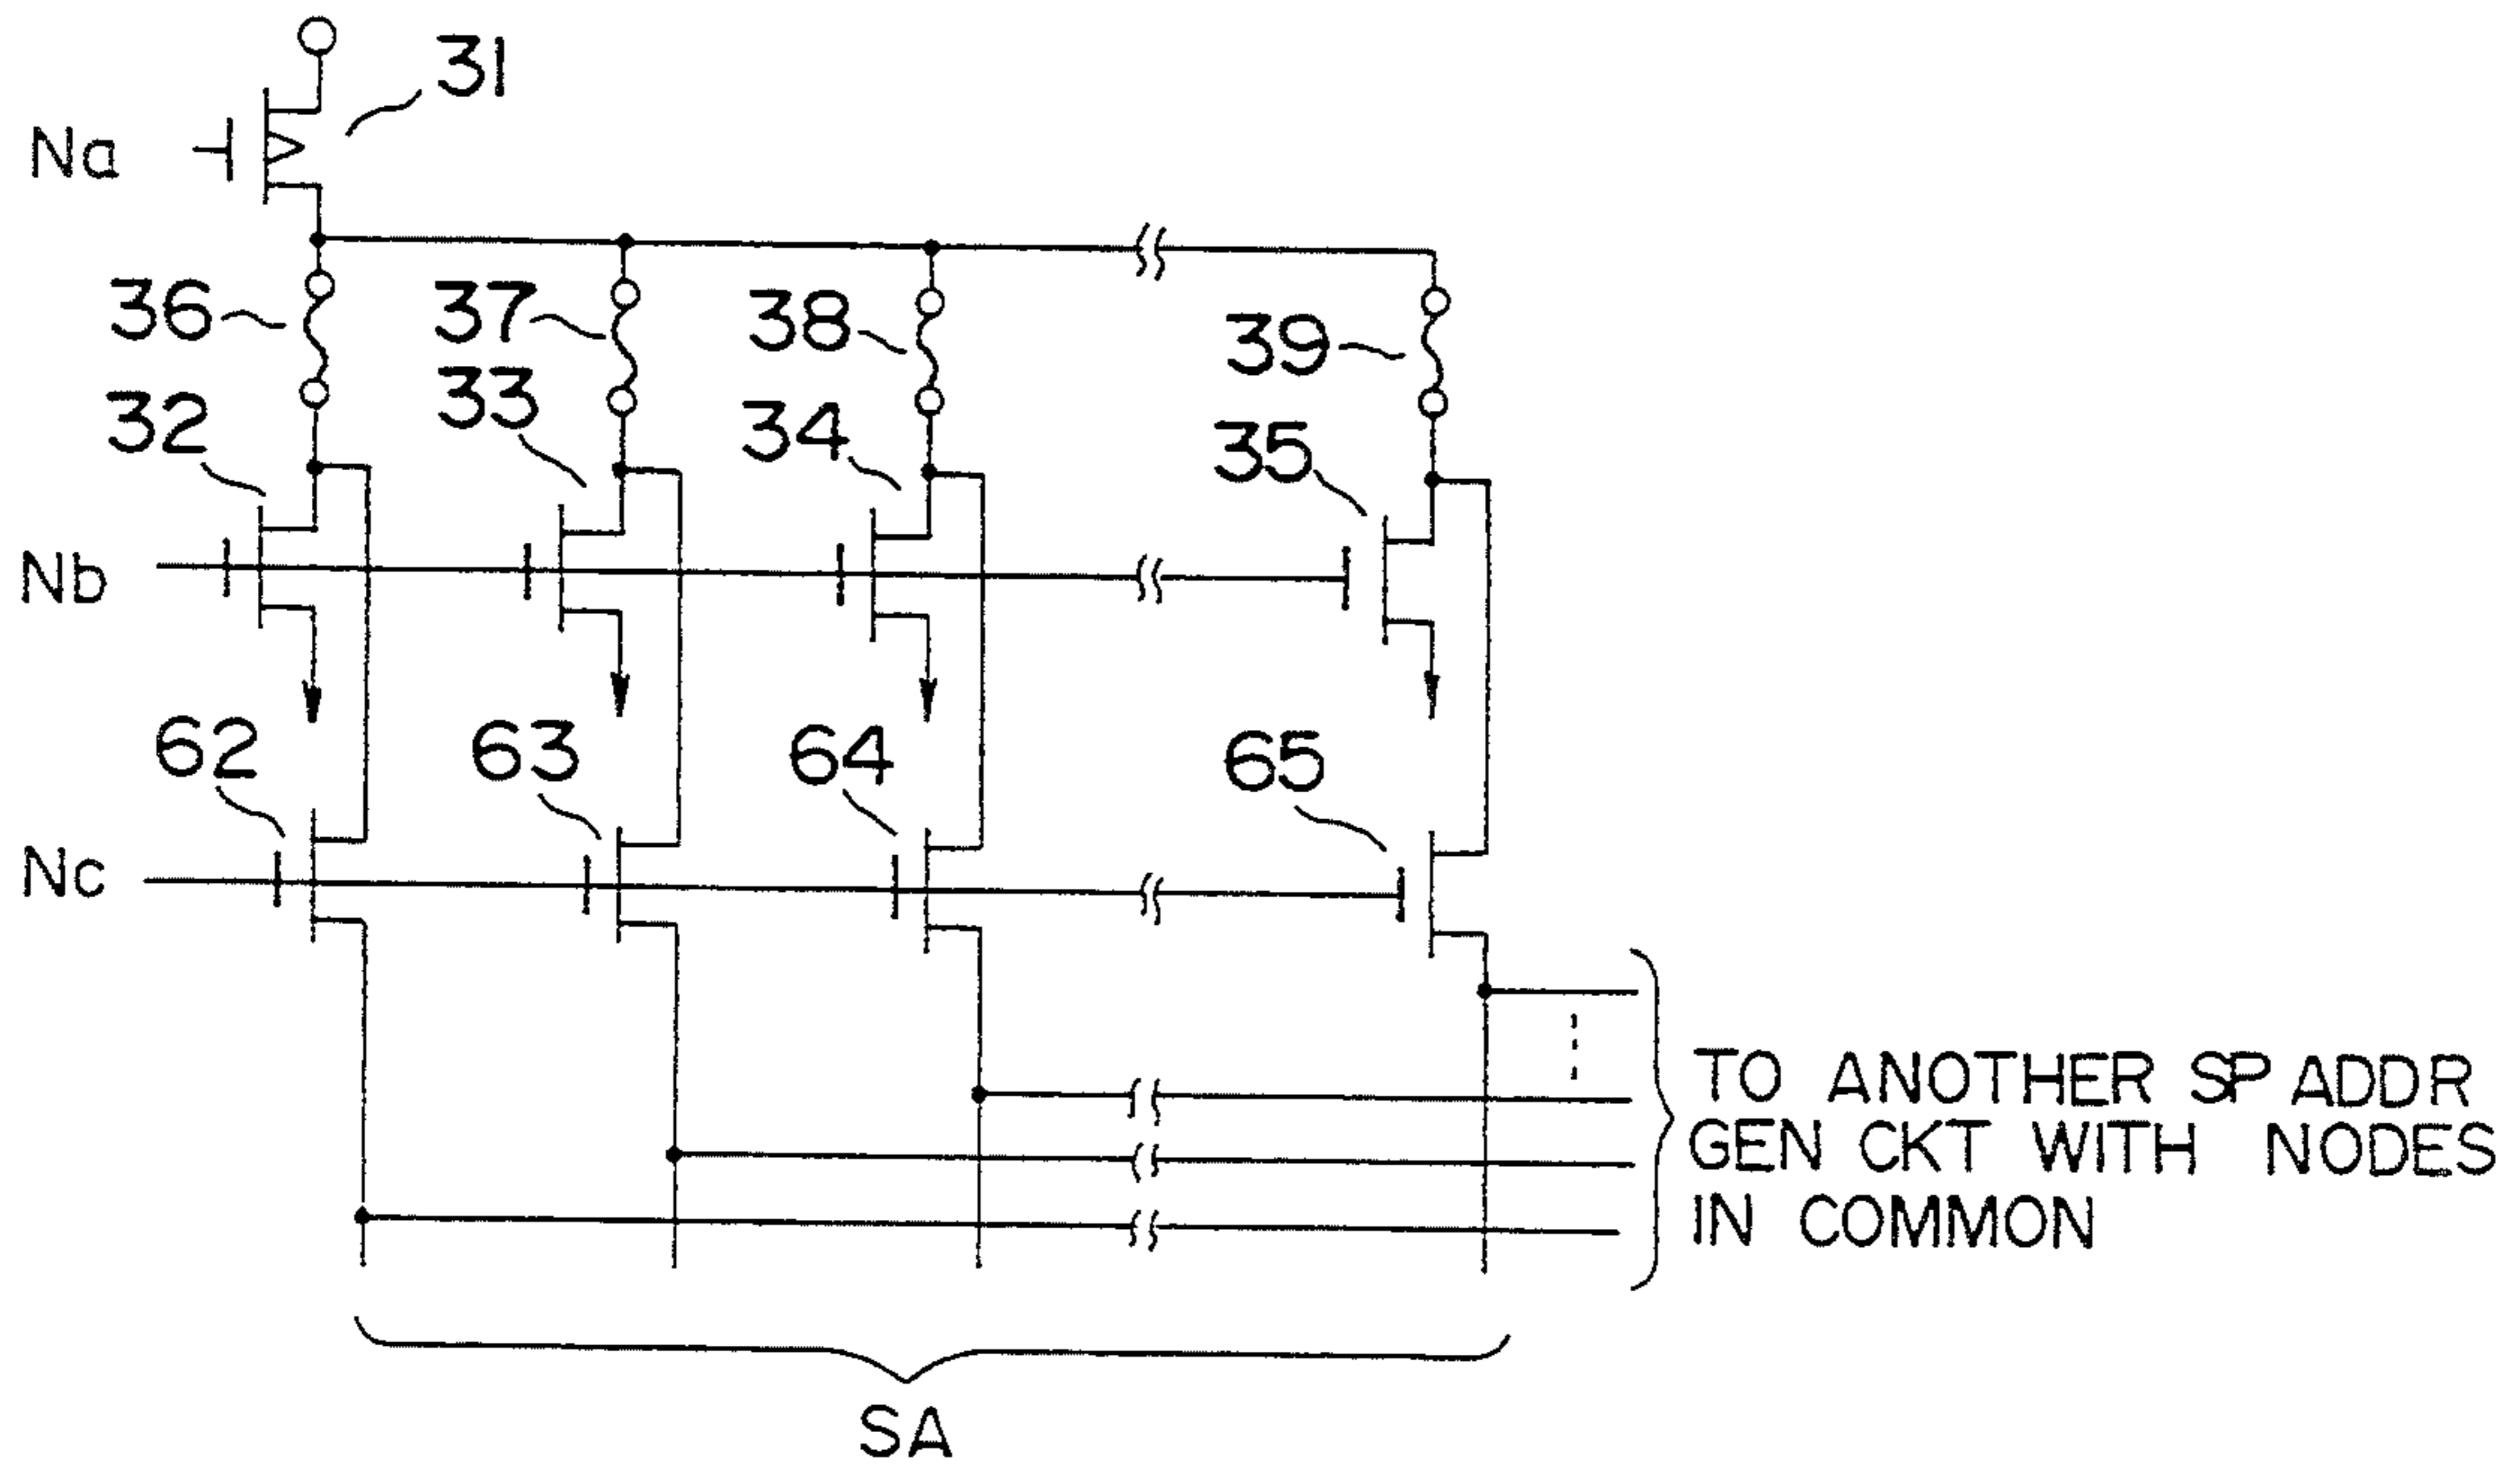 31
Na
36
37
38
39
32
33
34
35
Nb
62
63
64
65
Nc
TO ANOTHER SP ADDR
GEN CKT WITH NODES
IN COMMON
SA